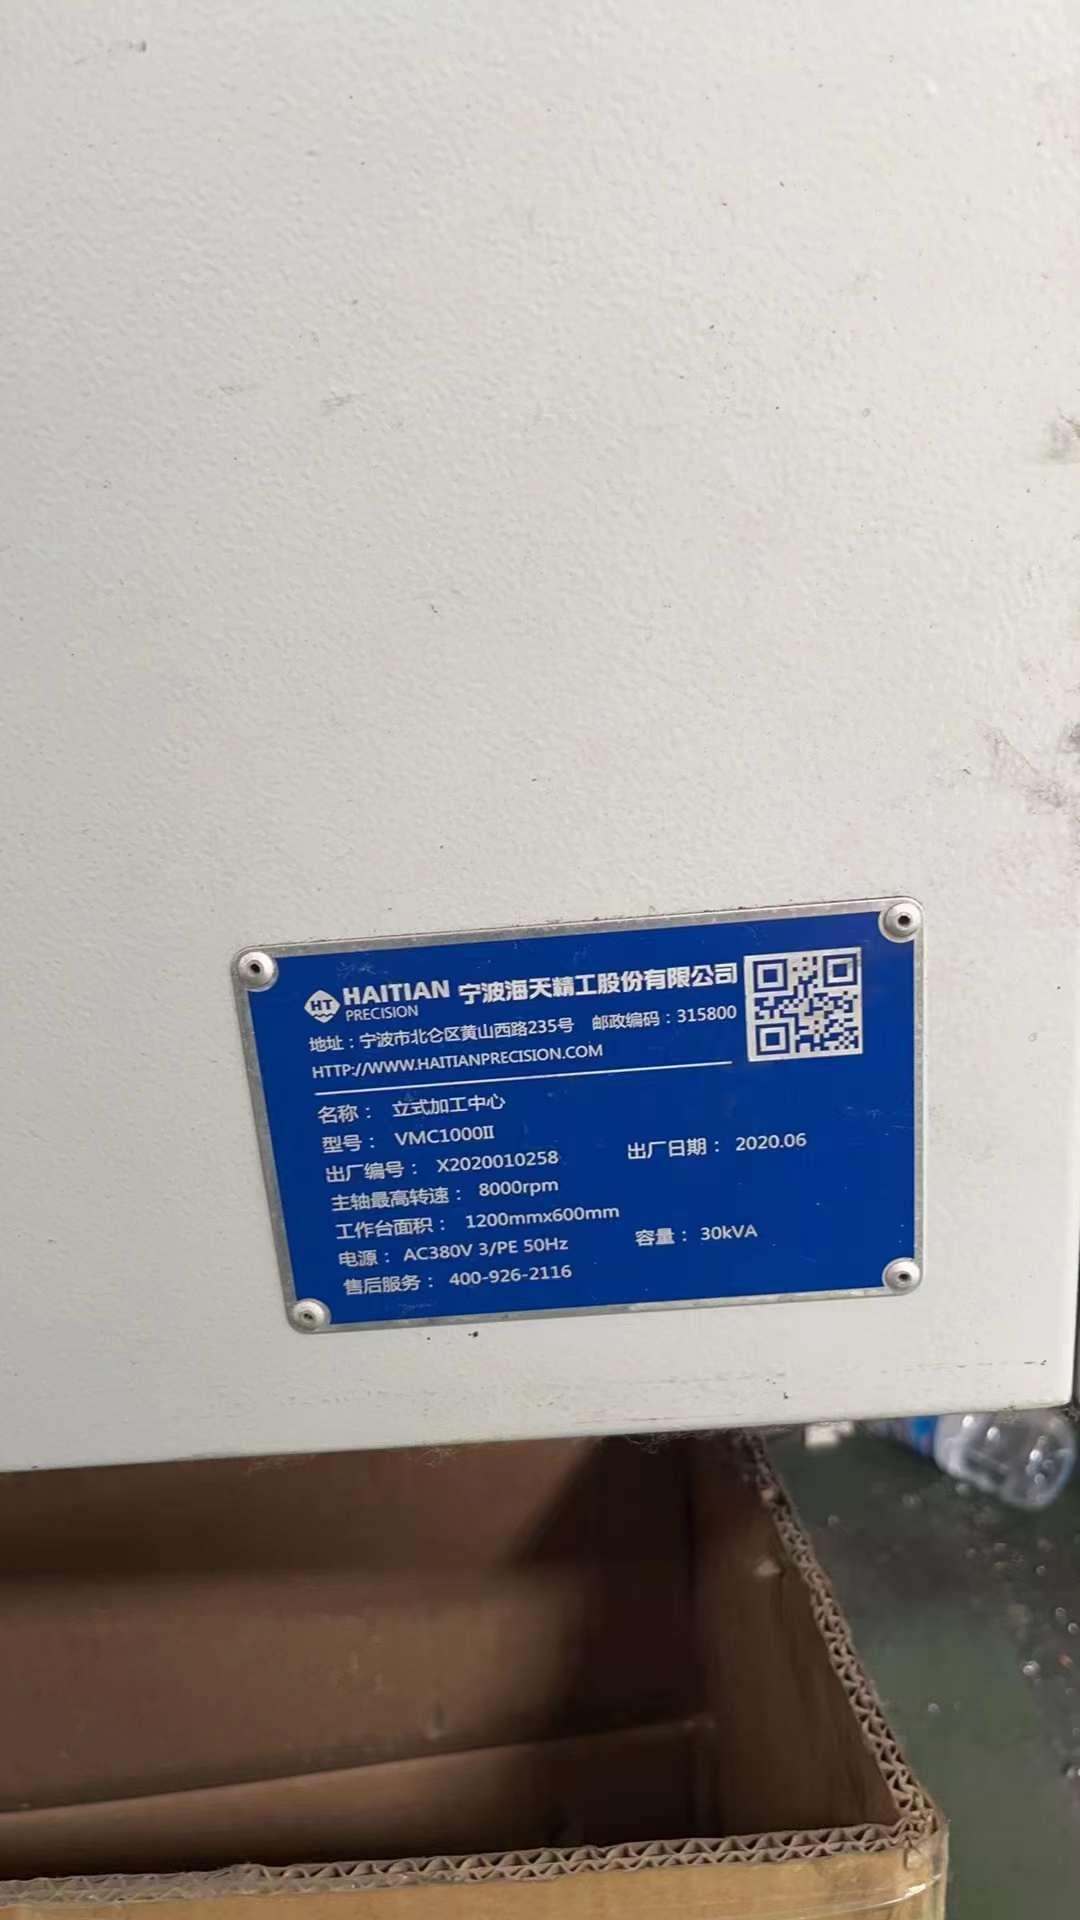 HT HAITIAN PRECISION 宁波海天精工股份有限公司
地址：宁波市北仑区黄山西路235号 邮政编码：315800
HTTP://WWW.HAITIANPRECISION.COM
名称： 立式加工中心
型号： VMC1000II
出厂编号： X2020010258 出厂日期： 2020.06
主轴最高转速： 8000rpm
工作台面积： 1200mmx600mm
电源： AC380V 3/PE 50Hz 容量： 30kVA
售后服务： 400-926-2116